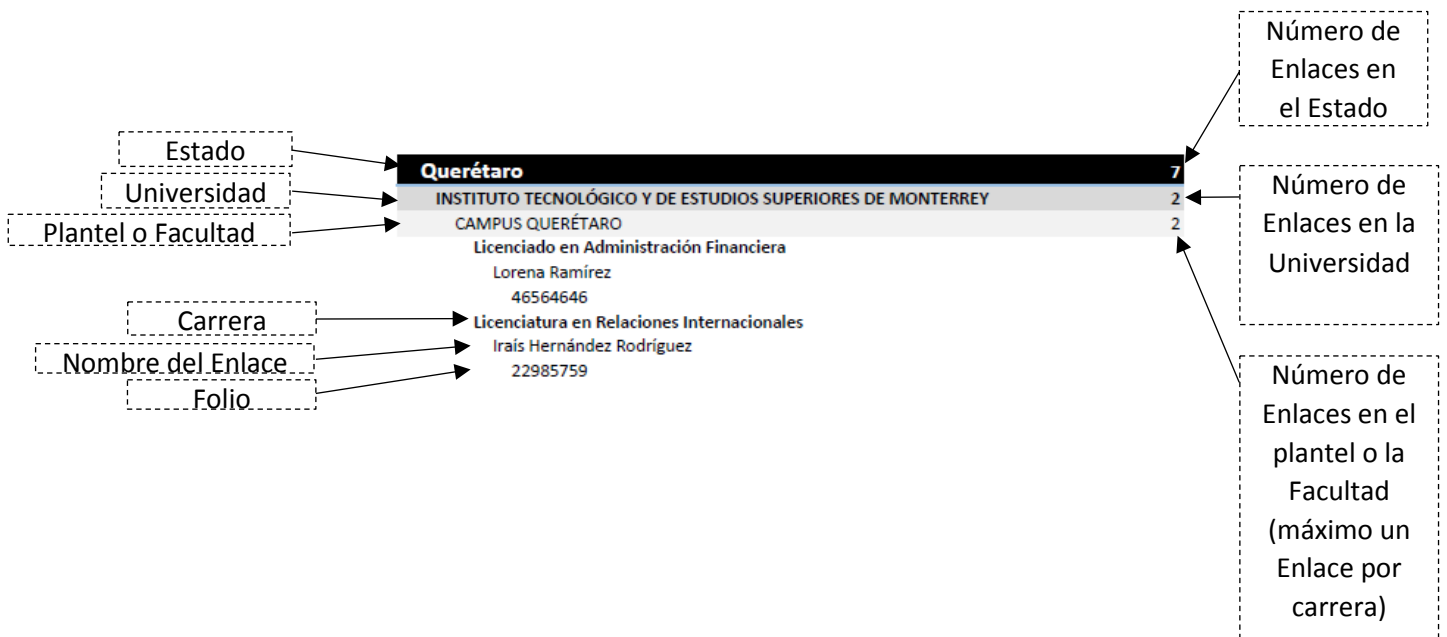 Número de
Enlaces en
el Estado
Estado
Universidad
Plantel o Facultad
Querétaro 7
INSTITUTO TECNOLÓGICO Y DE ESTUDIOS SUPERIORES DE MONTERREY 2
CAMPUS QUERÉTARO 2
Licenciado en Administración Financiera
Lorena Ramírez
46564646
Licenciatura en Relaciones Internacionales
Iraís Hernández Rodríguez
22985759
Carrera
Nombre del Enlace
Folio
Número de
Enlaces en la
Universidad
Número de
Enlaces en el
plantel o la
Facultad
(máximo un
Enlace por
carrera)